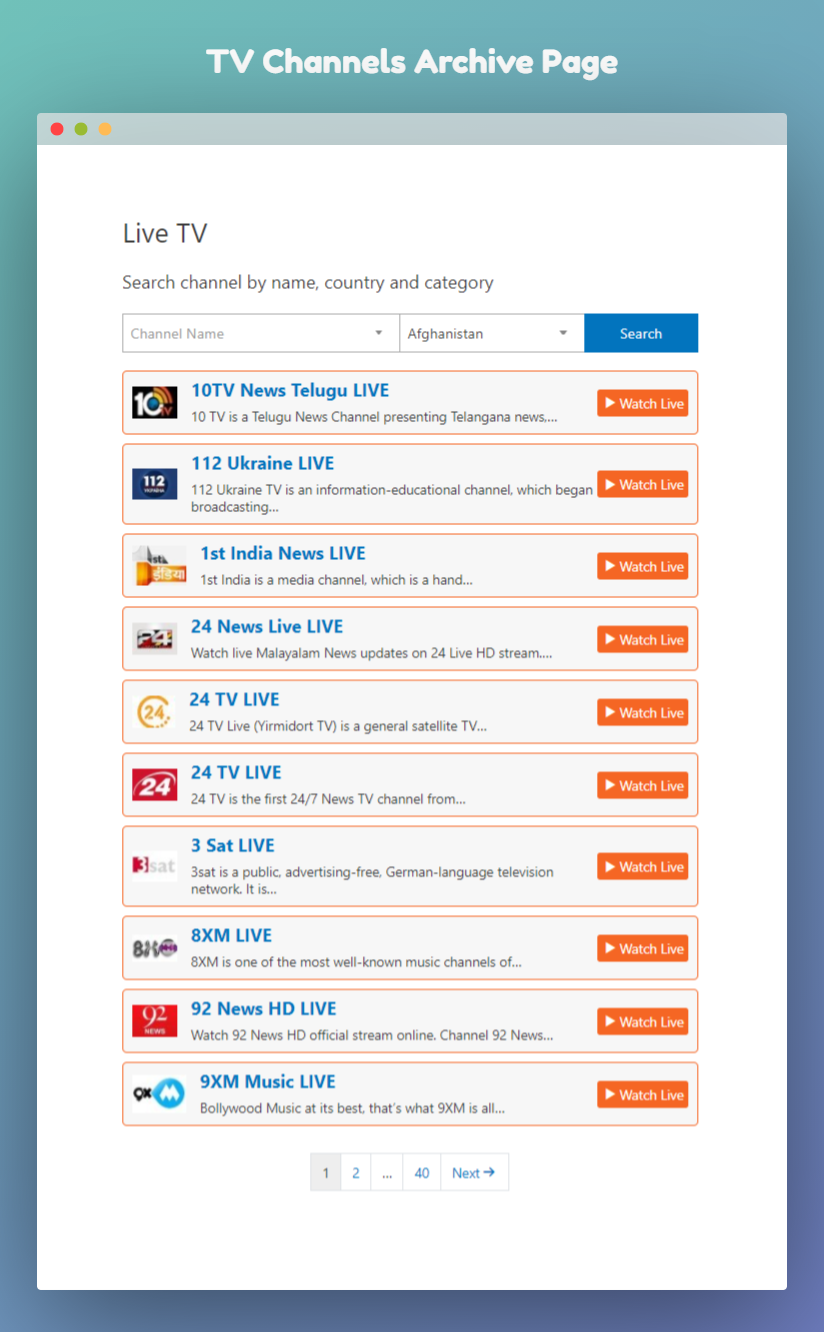 TV Channels Archive Page
Live TV
Search channel by name, country and category
Channel Name
Afghanistan
Search
10TV News Telugu LIVE
10 TV is a Telugu News Channel presenting Telangana news,...
Watch Live
112
112 Ukraine LIVE
112 Ukraine TV is an information-educational channel, which began
broadcasting...
Watch Live
1st
इंडिया
1st India News LIVE
1st India is a media channel, which is a hand...
Watch Live
24 News Live LIVE
Watch live Malayalam News updates on 24 Live HD stream....
Watch Live
24
24 TV LIVE
24 TV Live (Yirmidort TV) is a general satellite TV...
Watch Live
24
24 TV LIVE
24 TV is the first 24/7 News TV channel from...
Watch Live
3sat
3 Sat LIVE
3sat is a public, advertising-free, German-language television
network. It is...
Watch Live
8XM LIVE
8XM is one of the most well-known music channels of...
Watch Live
92
NEWS
92 News HD LIVE
Watch 92 News HD official stream online. Channel 92 News...
Watch Live
9X
9XM Music LIVE
Bollywood Music at its best, that's what 9XM is all...
Watch Live
1 2 ... 40 Next →